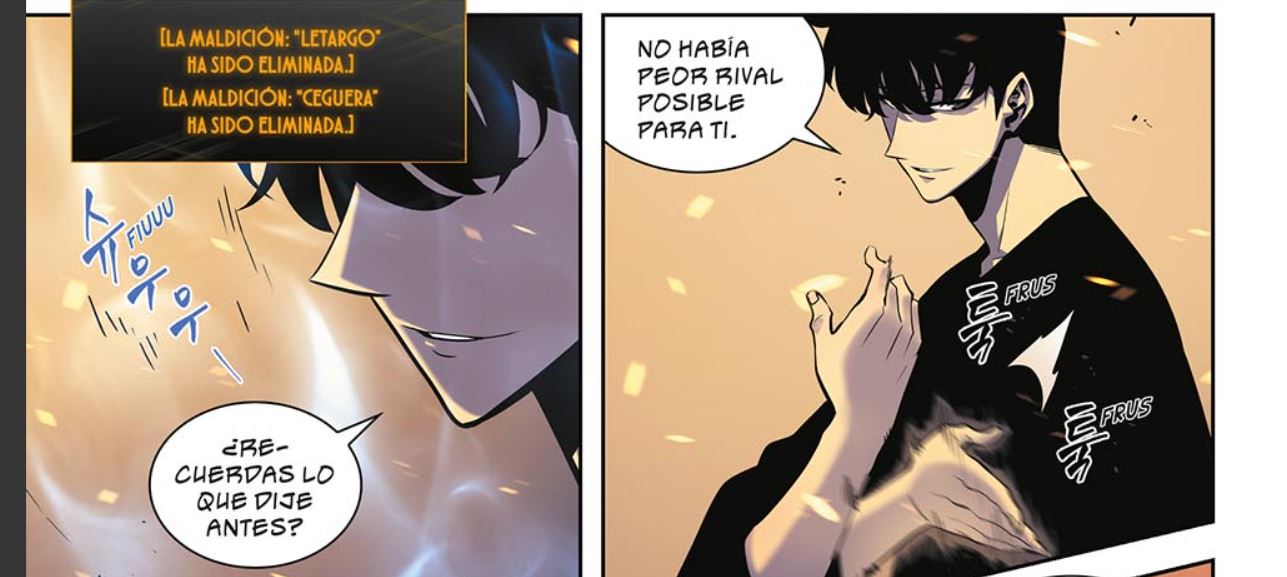 [LA MALDICIÓN: "LETARGO"
HA SIDO ELIMINADA.]
[LA MALDICIÓN: "CEGUERA"
HA SIDO ELIMINADA.]
슈우우
FIUUU
¿RE-
CUERDAS LO
QUE DIJE
ANTES?
NO HABÍA
PEOR RIVAL
POSIBLE
PARA TI.
툭
FRUS
툭
FRUS